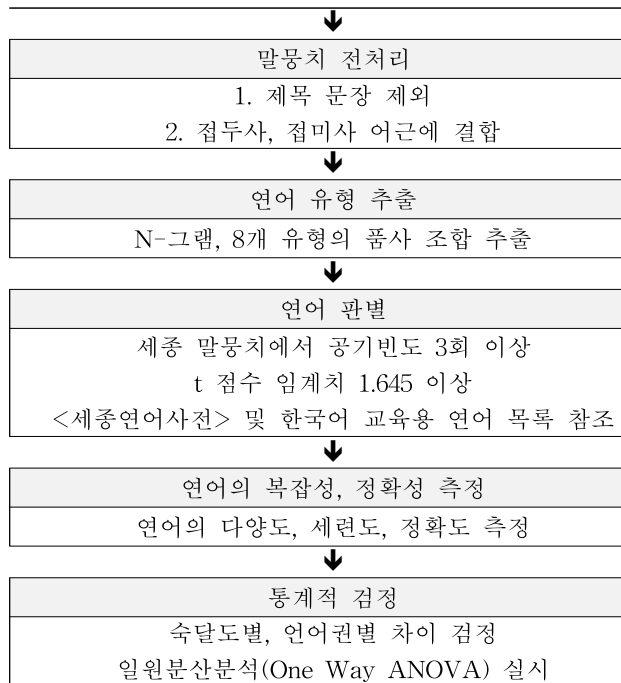 말뭉치 전처리
1. 제목 문장 제외
2. 접두사, 접미사 어근에 결합
연어 유형 추출
N-그램, 8개 유형의 품사 조합 추출
연어 판별
세종 말뭉치에서 공기빈도 3회 이상
t 점수 임계치 1.645 이상
<세종연어사전> 및 한국어 교육용 연어 목록 참조
연어의 복잡성, 정확성 측정
연어의 다양도, 세련도, 정확도 측정
통계적 검정
숙달도별, 언어권별 차이 검정
일원분산분석(One Way ANOVA) 실시